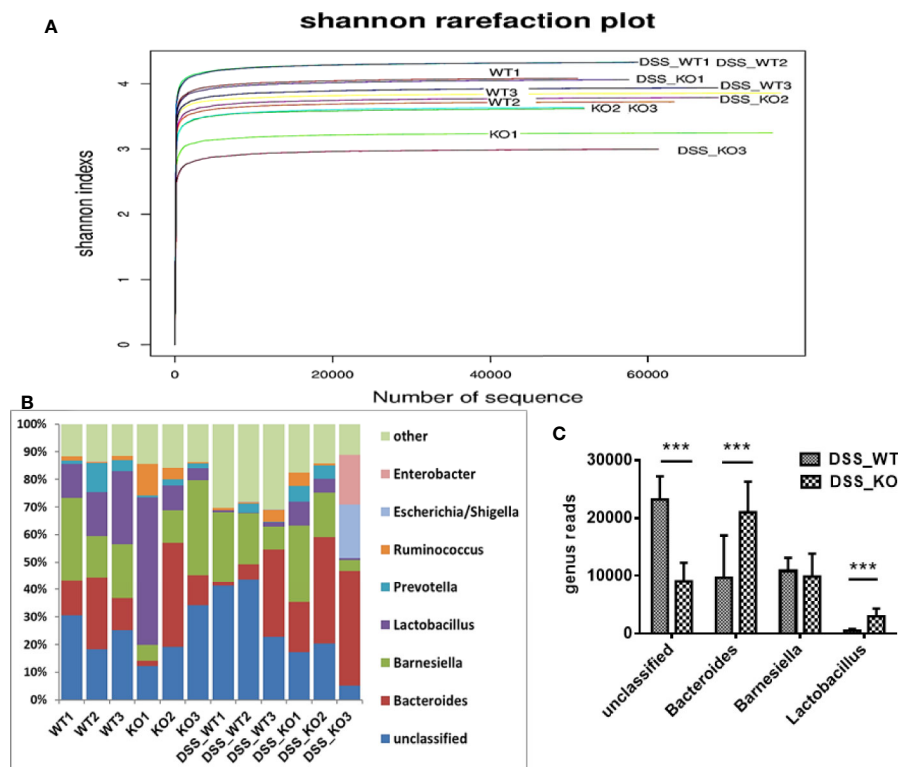 A
shannon rarefaction plot
shannon indexs
4
3
2
1
0
DSS_WT1 DSS_WT2
WT1
DSS_KO1
WT3
DSS_WT3
WT2
DSS_KO2
KO2 KO3
KO1
DSS_KO3
0 20000 40000 60000
Number of sequence
B
100%
90%
80%
70%
60%
50%
40%
30%
20%
10%
0%
WT1 WT2 WT3 KO1 KO2 KO3 DSS_WT1 DSS_WT2 DSS_WT3 DSS_KO1 DSS_KO2 DSS_KO3
other
Enterobacter
Escherichia/Shigella
Ruminococcus
Prevotella
Lactobacillus
Barnesiella
Bacteroides
unclassified
C
DSS_WT
DSS_KO
genus reads
30000
20000
10000
0
*** *** ***
unclassified Bacteroides Barnesiella Lactobacillus